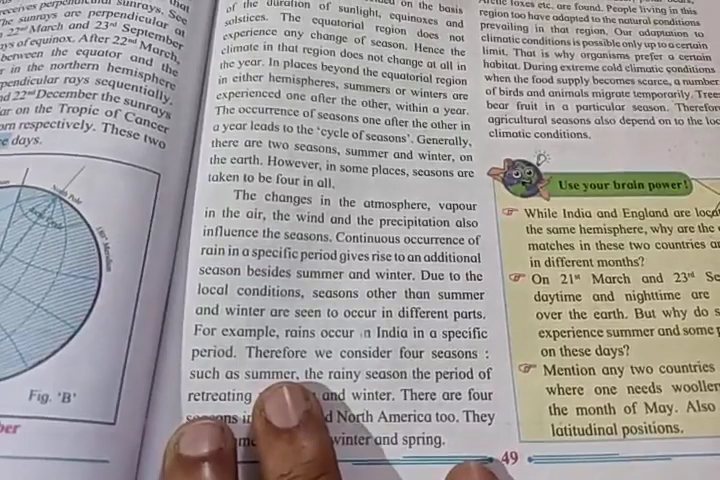 receives perpendicular sunrays. See that
The sunrays are perpendicular at
22nd March and 23rd September
days of equinox. After 22nd March,
between the equator and the
in the northern hemisphere
perpendicular rays sequentially.
22nd December the sunrays
on the Tropic of Cancer
respectively. These two
days.
North Pole
180° Meridian
Fig. 'B'
on the basis
of the duration of sunlight, equinoxes and
solstices. The equatorial region does not
experience any change of season. Hence the
climate in that region does not change at all in
the year. In places beyond the equatorial region
in either hemispheres, summers or winters are
experienced one after the other, within a year.
The occurrence of seasons one after the other in
a year leads to the 'cycle of seasons'. Generally,
there are two seasons, summer and winter, on
the earth. However, in some places, seasons are
taken to be four in all.
The changes in the atmosphere, vapour
in the air, the wind and the precipitation also
influence the seasons. Continuous occurrence of
rain in a specific period gives rise to an additional
season besides summer and winter. Due to the
local conditions, seasons other than summer
and winter are seen to occur in different parts.
For example, rains occur in India in a specific
period. Therefore we consider four seasons :
such as summer, the rainy season the period of
retreating and winter. There are four
North America too. They
winter and spring.
foxes etc. are found. People living in this
region too have adapted to the natural conditions
prevailing in that region. Our adaptation to
climatic conditions is possible only up to a certain
limit. That is why organisms prefer a certain
habitat. During extreme cold climatic conditions
when the food supply becomes scarce, a number
of birds and animals migrate temporarily. Trees
bear fruit in a particular season. Therefor
agricultural seasons also depend on the loc
climatic conditions.
Use your brain power!
☞ While India and England are loca
the same hemisphere, why are the
matches in these two countries ar
in different months?
☞ On 21st March and 23rd Se
daytime and nighttime are
over the earth. But why do s
experience summer and some
on these days?
☞ Mention any two countries
where one needs woollen
the month of May. Also
latitudinal positions.
49